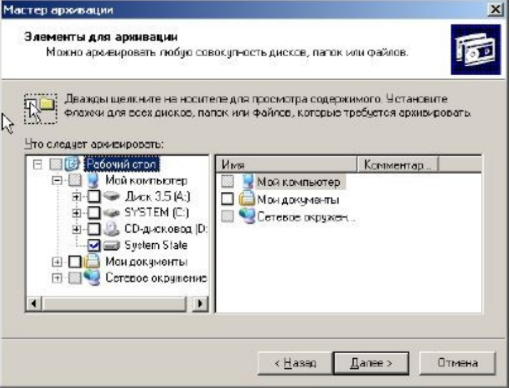 Мастер архивации
Элементы для архивации
Можно архивировать любую совокупность дисков, папок или файлов.
Дважды щелкните на носителе для просмотра содержимого. Установите
флажки для всех дисков, папок или файлов, которые требуется архивировать.
Что следует архивировать:
Рабочий стол
Мой компьютер
Диск 3,5 (A:)
SYSTEM (C:)
CD-дисковод (D:
System State
Мои документы
Сетевое окружение
Имя
Комментар...
Мой компьютер
Мои документы
Сетевое окружен...
< Назад
Далее >
Отмена